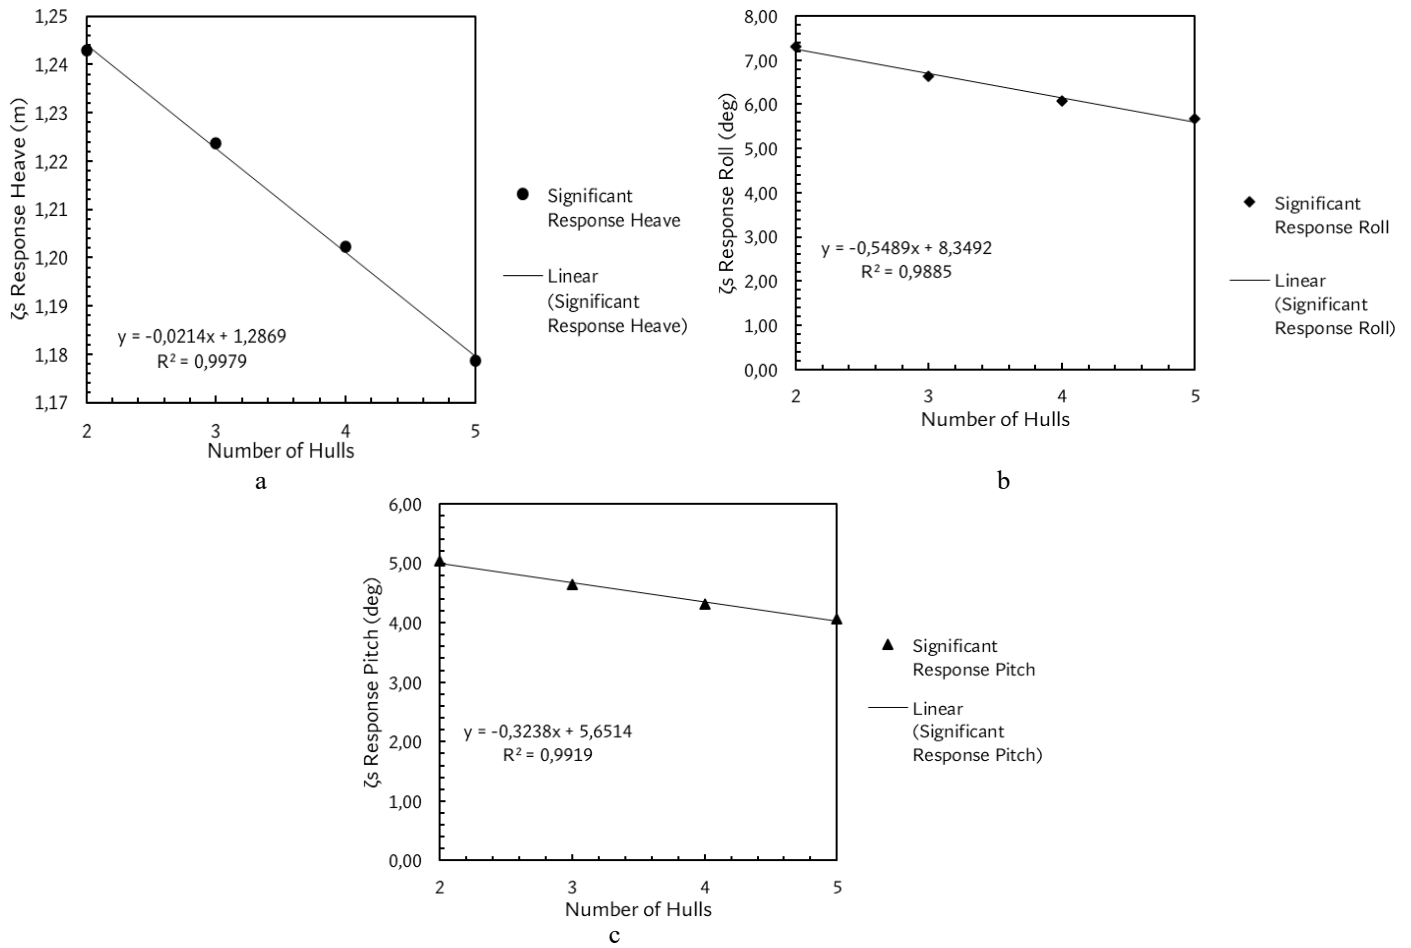 1,25
1,24
1,23
1,22
1,21
1,20
1,19
1,18
1,17
ζs Response Heave (m)
y = -0,0214x + 1,2869
R² = 0,9979
2 3 4 5
Number of Hulls
Significant
Response Heave
Linear
(Significant
Response Heave)
a
8,00
7,00
6,00
5,00
4,00
3,00
2,00
1,00
0,00
ζs Response Roll (deg)
y = -0,5489x + 8,3492
R² = 0,9885
2 3 4 5
Number of Hulls
Significant
Response Roll
Linear
(Significant
Response Roll)
b
6,00
5,00
4,00
3,00
2,00
1,00
0,00
ζs Response Pitch (deg)
y = -0,3238x + 5,6514
R² = 0,9919
2 3 4 5
Number of Hulls
Significant
Response Pitch
Linear
(Significant
Response Pitch)
c